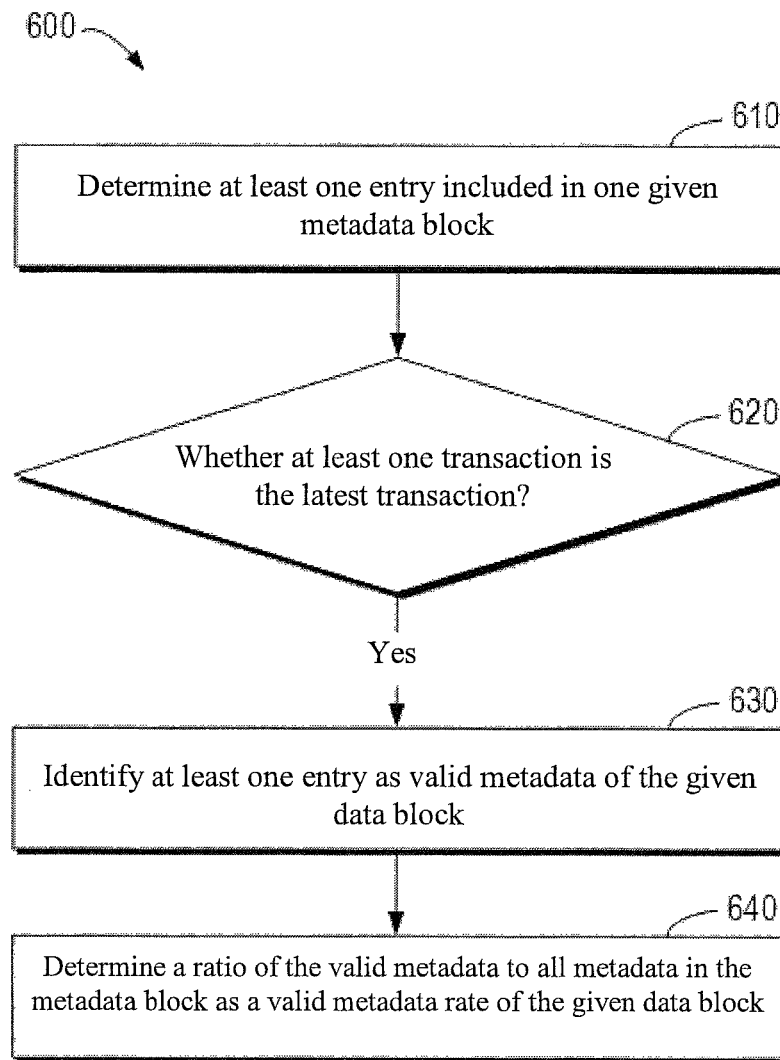 600
610
Determine at least one entry included in one given
metadata block
620
Whether at least one transaction is
the latest transaction?
Yes
630
Identify at least one entry as valid metadata of the given
data block
640
Determine a ratio of the valid metadata to all metadata in the
metadata block as a valid metadata rate of the given data block